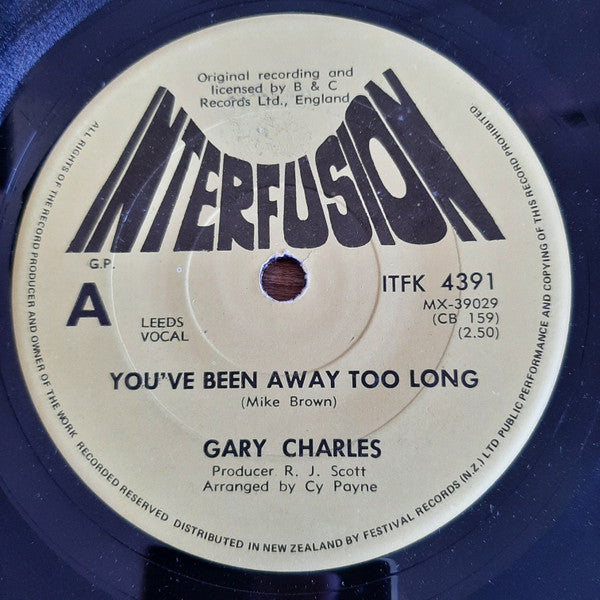 Original recording and
licensed by B & C
Records Ltd., England
INTERFUSION
G.P.
A
LEEDS
VOCAL
ITFK 4391
MX-39029
(CB 159)
(2.50)
YOU'VE BEEN AWAY TOO LONG
(Mike Brown)
GARY CHARLES
Producer R. J. Scott
Arranged by Cy Payne
ALL RIGHTS OF THE RECORD PRODUCER AND OWNER OF THE WORK RECORDED RESERVED DISTRIBUTED IN NEW ZEALAND BY FESTIVAL RECORDS (N.Z.) LTD PUBLIC PERFORMANCE AND COPYING OF THIS RECORD PROHIBITED